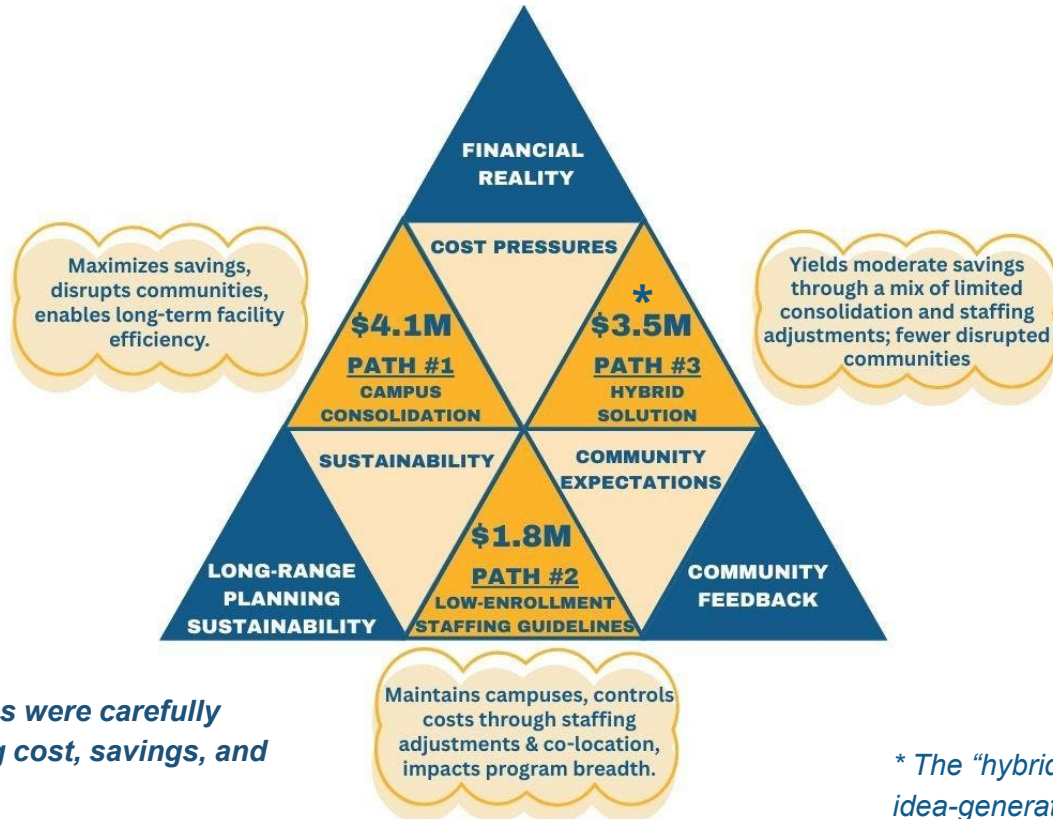 FINANCIAL
REALITY
COST PRESSURES
Maximizes savings,
disrupts communities,
enables long-term facility
efficiency.
$4.1M
PATH #1
CAMPUS
CONSOLIDATION
*
$3.5M
PATH #3
HYBRID
SOLUTION
Yields moderate savings
through a mix of limited
consolidation and staffing
adjustments; fewer disrupted
communities
SUSTAINABILITY
COMMUNITY
EXPECTATIONS
LONG-RANGE
PLANNING
SUSTAINABILITY
$1.8M
PATH #2
LOW-ENROLLMENT
STAFFING GUIDELINES
COMMUNITY
FEEDBACK
Maintains campuses, controls
costs through staffing
adjustments & co-location,
impacts program breadth.
s were carefully
g cost, savings, and
* The “hybrid
idea-generat